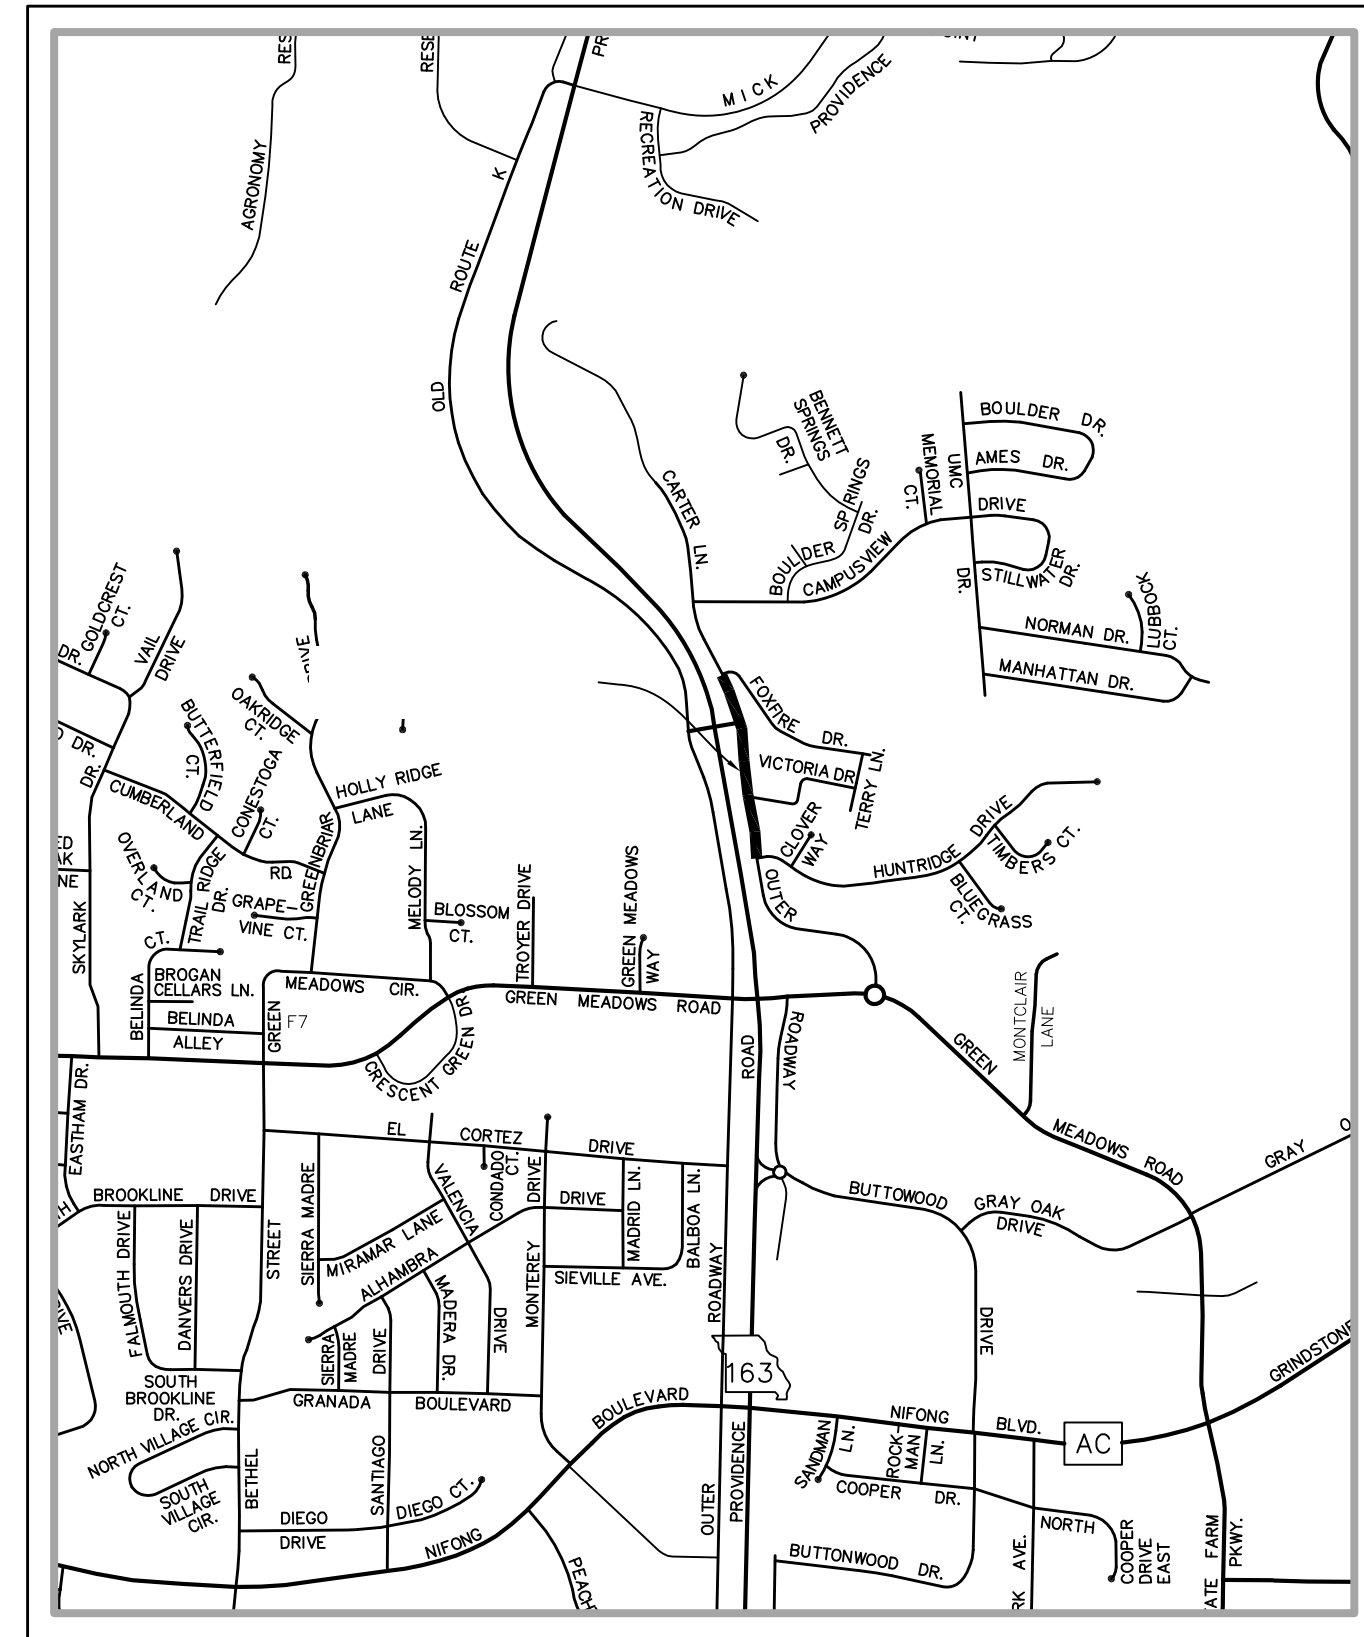 RES
RESE
PR
MICK
PROVIDENCE
RECREATION DRIVE
AGRONOMY
OLD ROUTE K
CARTER LN.
BENNETT
SPRINGS
DR.
BOULDER
SPRINGS
DR.
CAMPUSVIEW
DRIVE
MEMORIAL
CT.
UMC
DR.
BOULDER DR.
AMES DR.
STILLWATER
DR.
NORMAN DR.
LUBBOCK
CT.
MANHATTAN DR.
DR.
GOLDCREST
CT.
VAIL
DRIVE
DRIVE
OAKRIDGE
CT.
BUTTERFIELD
CT.
DR.
DR.
CUMBERLAND
RD.
CONESTOGA
CT.
HOLLY RIDGE
LANE
GREENBRIAR
OVERLAND
CT.
TRAIL RIDGE
DR.
GRAPE-
VINE CT.
MELODY LN.
BLOSSOM
CT.
TROYER DRIVE
GREEN MEADOWS
WAY
FOXFIRE DR.
VICTORIA DR
TERRY LN.
CLOVER
WAY
OUTER
ROADWAY
HUNTRIDGE DRIVE
TIMBERS CT.
BLUEGRASS
CT.
ED
AK
NE
SKYLARK
CT.
BELINDA
BROGAN
CELLARS LN.
BELINDA
ALLEY
GREEN
MEADOWS CIR.
F7
CRESCENT GREEN DR.
GREEN MEADOWS ROAD
ROAD
MONTCLAIR
LANE
GREEN
MEADOWS ROAD
GRAY O
EASTHAM DR.
EL CORTEZ DRIVE
CONDADO
CT.
VALENCIA
DRIVE
SIERRA MADRE
MIRAMAR LANE
ALHAMBRA
DRIVE
MADRID LN.
BALBOA LN.
MONTEREY
DRIVE
SIEVILLE AVE.
BROOKLINE DRIVE
FALMOUTH DRIVE
DANVERS DRIVE
STREET
SIERRA
MADRE
DRIVE
MADERA DR.
BUTTOWOOD
DRIVE
GRAY OAK
DRIVE
ROADWAY
163
SOUTH
BROOKLINE
DR.
GRANADA BOULEVARD
NORTH VILLAGE CIR.
SOUTH
VILLAGE
CIR.
BETHEL
SANTIAGO
DIEGO
DRIVE
DIEGO CT.
NIFONG
BOULEVARD
OUTER
PROVIDENCE
NIFONG BLVD.
AC
GRINDSTONE
SANDMAN
LN.
ROCK-
MAN
LN.
COOPER DR.
NORTH
COOPER
DRIVE
EAST
BUTTONWOOD DR.
PEACH
RK AVE.
ATE FARM
PKWY.